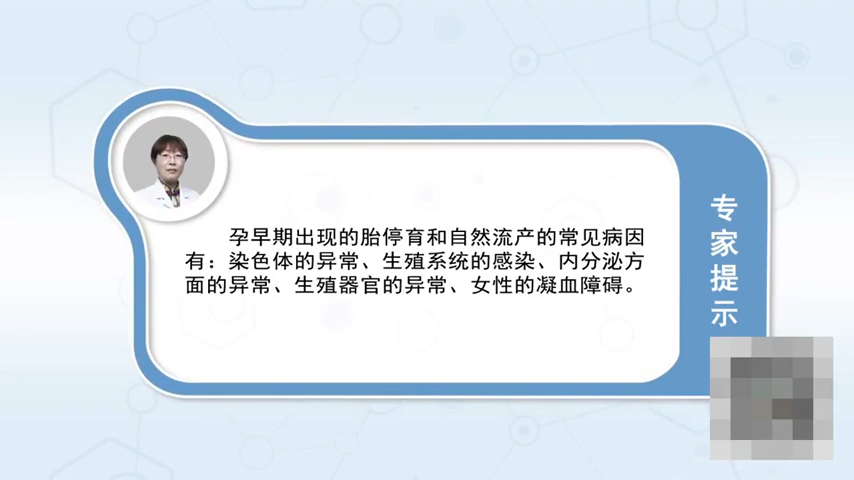 孕早期出现的胎停育和自然流产的常见病因
有：染色体的异常、生殖系统的感染、内分泌方
面的异常、生殖器官的异常、女性的凝血障碍。
专家提示